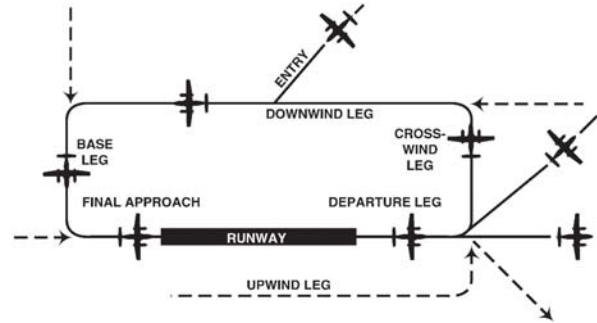 ENTRY
DOWNWIND LEG
CROSS-
WIND
LEG
BASE
LEG
FINAL APPROACH
DEPARTURE LEG
RUNWAY
UPWIND LEG